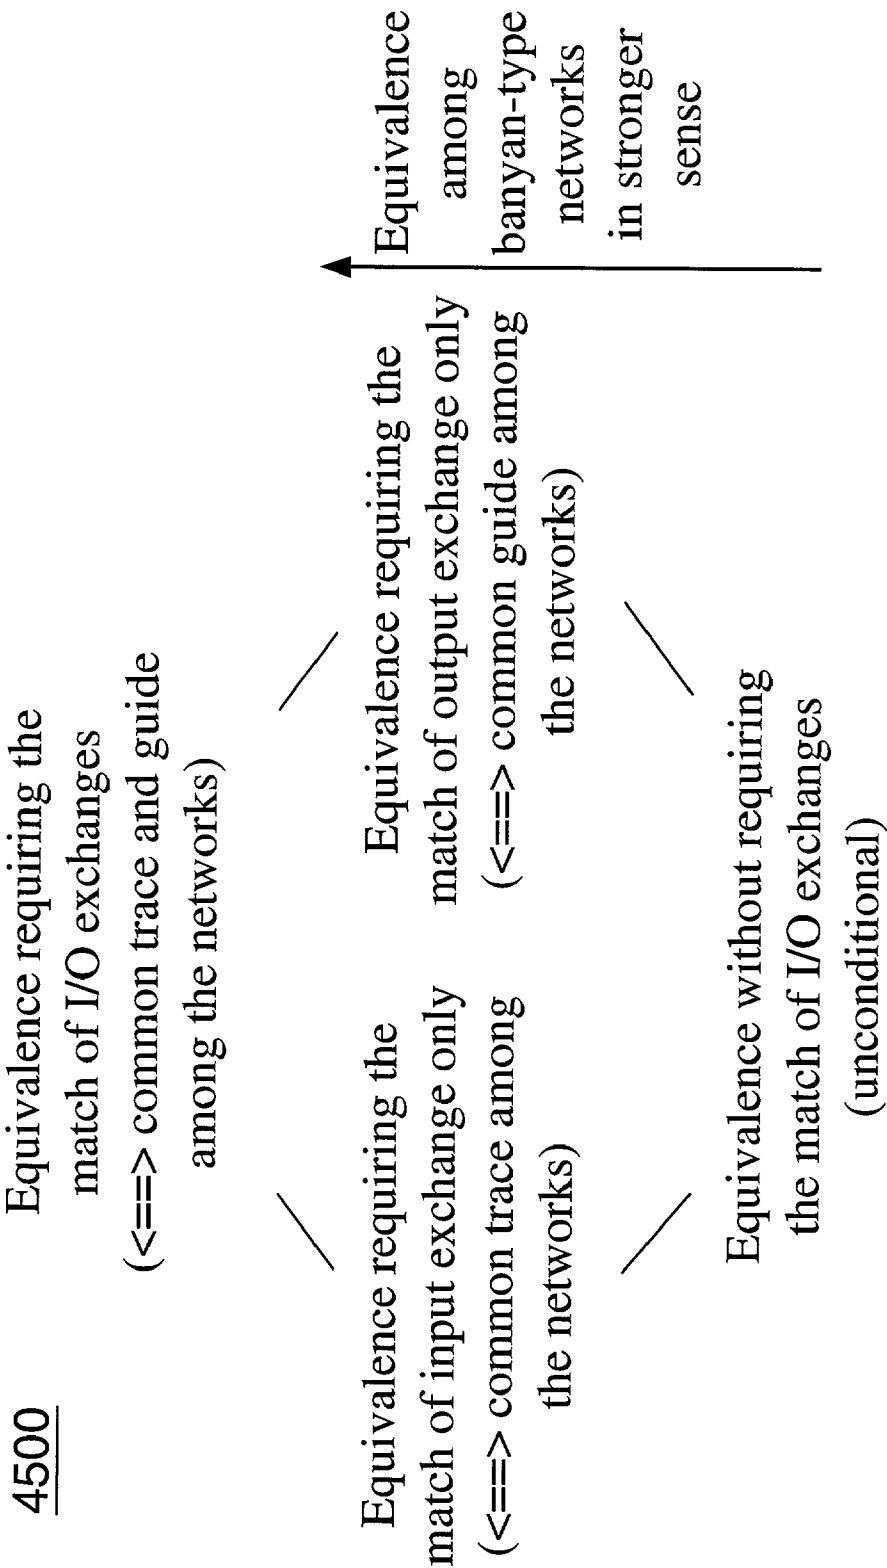 4500
Equivalence requiring the
match of I/O exchanges
(<==> common trace and guide
among the networks)
Equivalence requiring the
match of input exchange only
(<==> common trace among
the networks)
Equivalence requiring the
match of output exchange only
(<==> common guide among
the networks)
Equivalence without requiring
the match of I/O exchanges
(unconditional)
Equivalence
among
banyan-type
networks
in stronger
sense